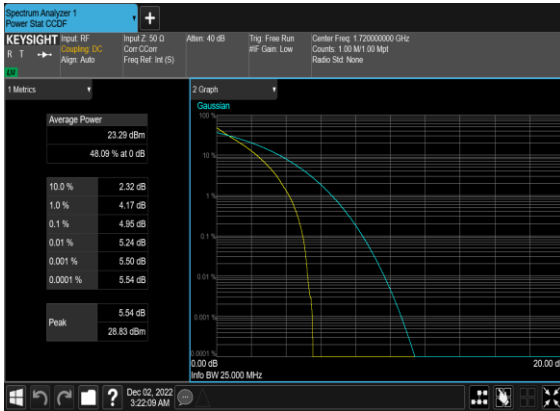 Spectrum Analyzer 1
Power Stat CCDF
KEYSIGHT
R T
LXI
Input: RF
Coupling: DC
Align: Auto
Input Z: 50 Ω
Corr CCorr
Freq Ref: Int (S)
Atten: 40 dB
Trig: Free Run
#IF Gain: Low
Center Freq: 1.720000000 GHz
Counts: 1.00 M/1.00 Mpt
Radio Std: None
1 Metrics
Average Power
23.29 dBm
48.09 % at 0 dB
10.0 % 2.32 dB
1.0 % 4.17 dB
0.1 % 4.95 dB
0.01 % 5.24 dB
0.001 % 5.50 dB
0.0001 % 5.54 dB
Peak
5.54 dB
28.83 dBm
2 Graph
Gaussian
100 %
10 %
1 %
0.1 %
0.01 %
0.001 %
0.0001 %
0.00 dB
20.00 d
Info BW 25.000 MHz
?
Dec 02, 2022
3:22:09 AM